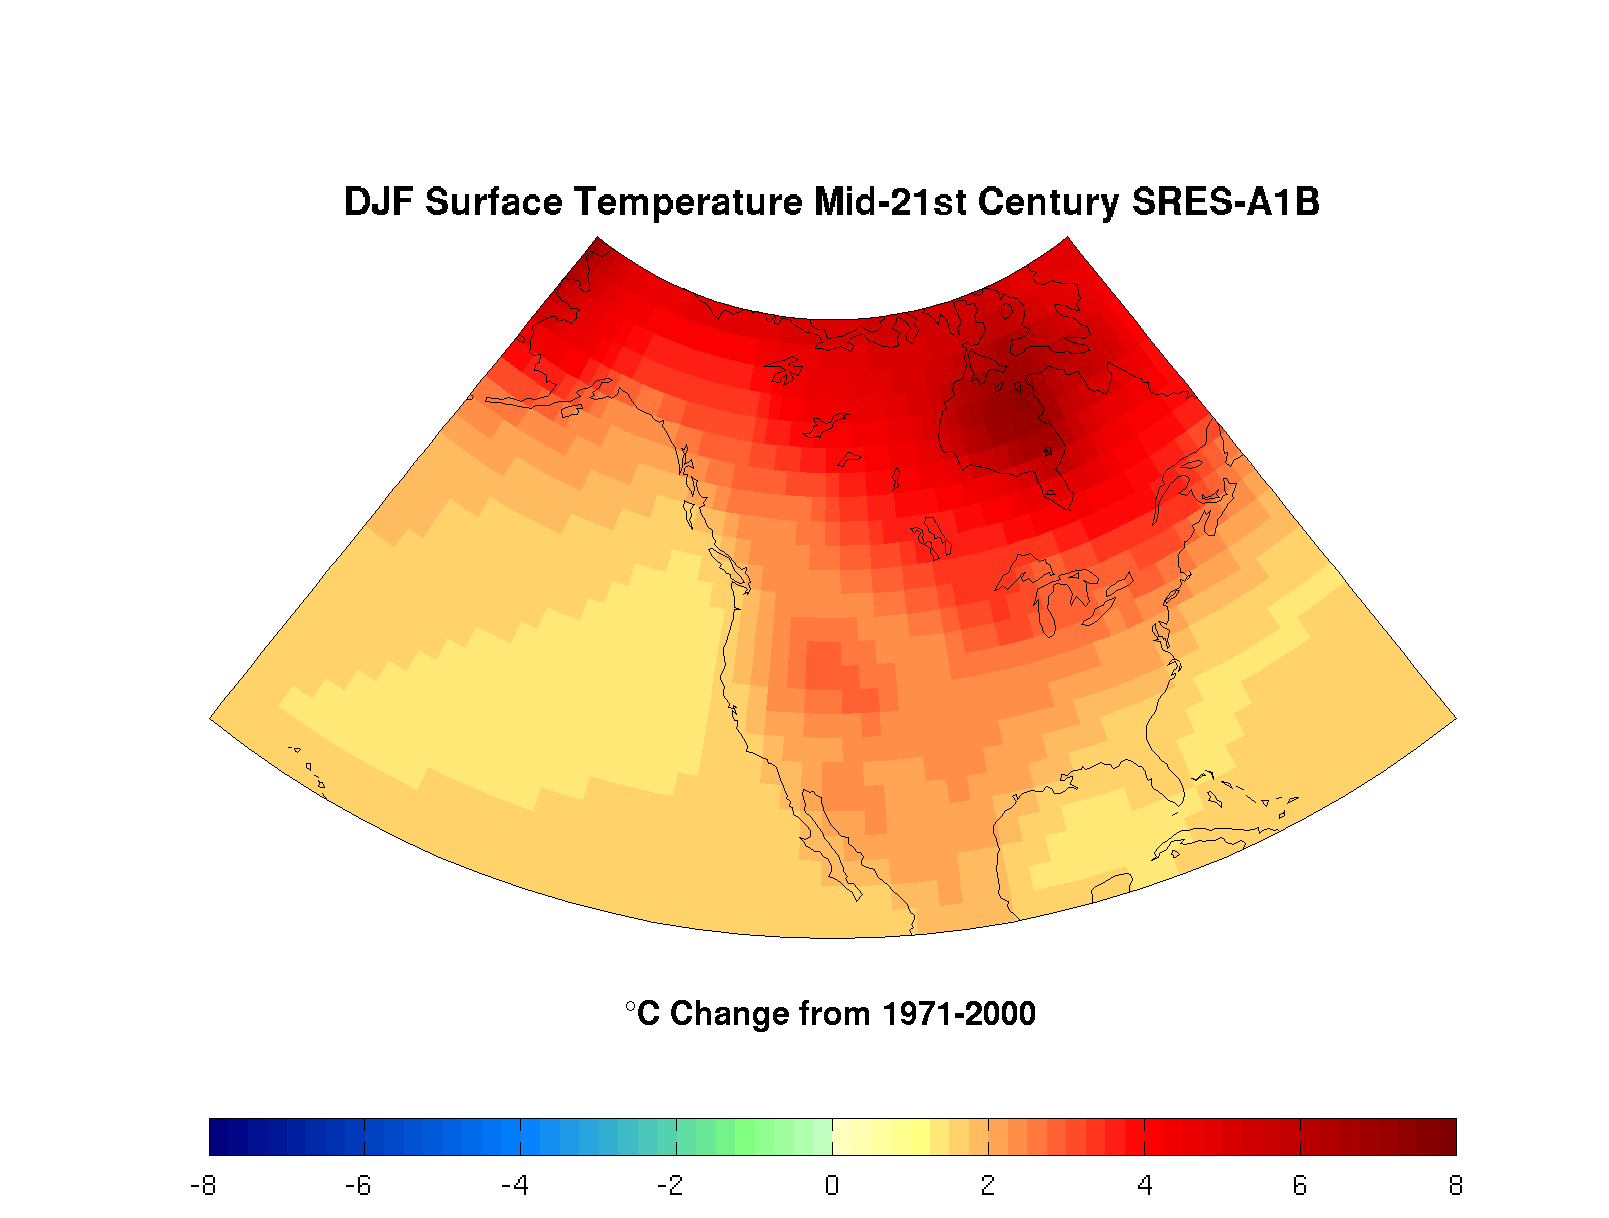 DJF Surface Temperature Mid-21st Century SRES-A1B
°C Change from 1971-2000
-8 -6 -4 -2 0 2 4 6 8